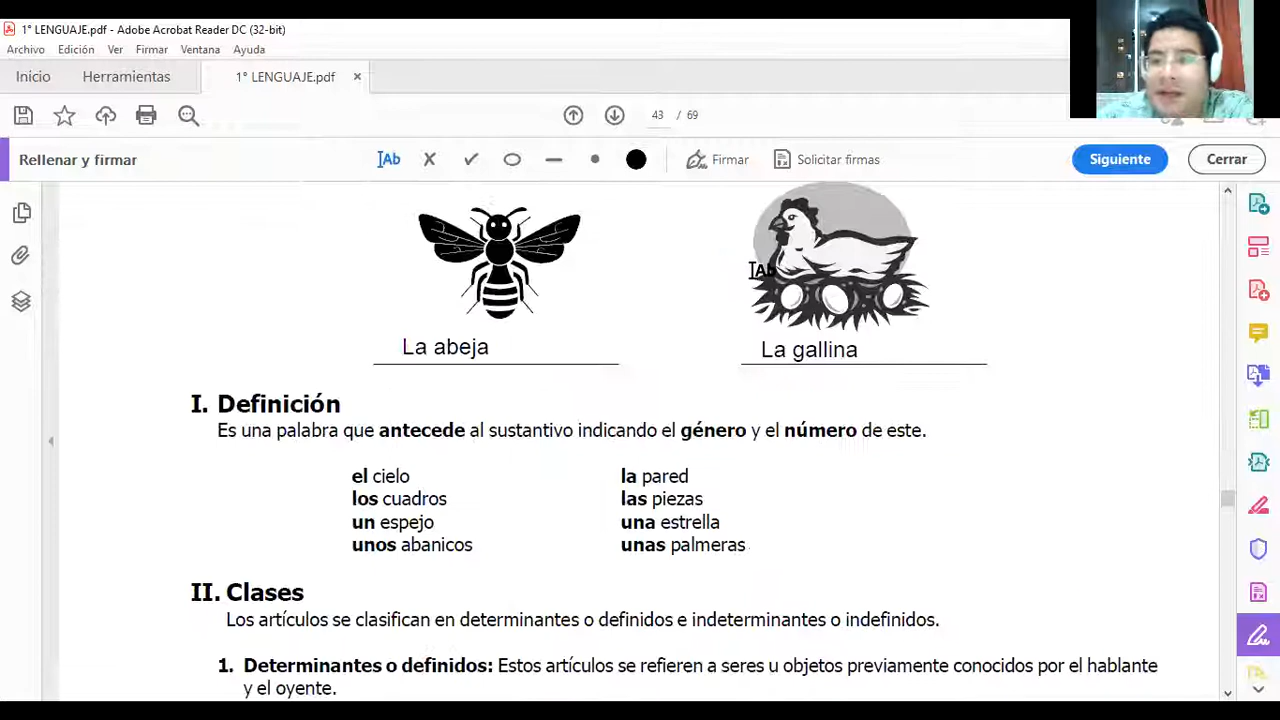 1° LENGUAJE.pdf - Adobe Acrobat Reader DC (32-bit)
Archivo Edición Ver Firmar Ventana Ayuda
Inicio Herramientas 1° LENGUAJE.pdf ×
43 / 69
Rellenar y firmar IAb Firmar Solicitar firmas Siguiente Cerrar
IAb
La abeja La gallina
I. Definición
Es una palabra que antecede al sustantivo indicando el género y el número de este.
el cielo la pared
los cuadros las piezas
un espejo una estrella
unos abanicos unas palmeras
II. Clases
Los artículos se clasifican en determinantes o definidos e indeterminantes o indefinidos.
1. Determinantes o definidos: Estos artículos se refieren a seres u objetos previamente conocidos por el hablante
y el oyente.